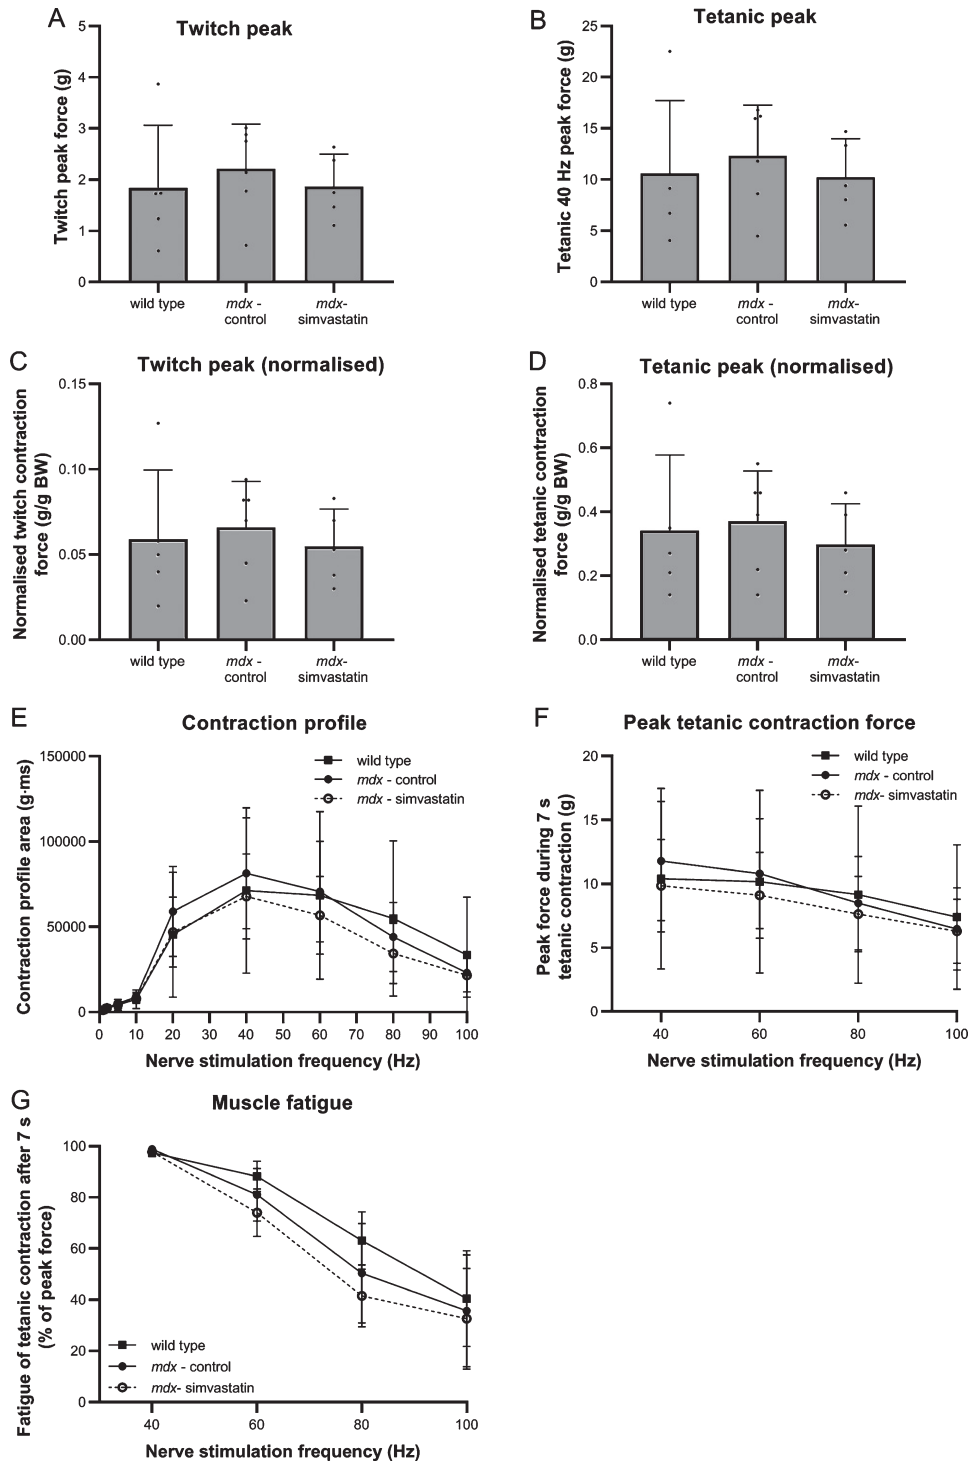 A
Twitch peak
Twitch peak force (g)
5
4
3
2
1
0
wild type
mdx -
control
mdx-
simvastatin
B
Tetanic peak
Tetanic 40 Hz peak force (g)
25
20
15
10
5
0
wild type
mdx -
control
mdx-
simvastatin
C
Twitch peak (normalised)
Normalised twitch contraction
force (g/g BW)
0.15
0.10
0.05
0.00
wild type
mdx -
control
mdx-
simvastatin
D
Tetanic peak (normalised)
Normalised tetanic contraction
force (g/g BW)
0.8
0.6
0.4
0.2
0.0
wild type
mdx -
control
mdx-
simvastatin
E
Contraction profile
Contraction profile area (g·ms)
150000
100000
50000
0
wild type
mdx - control
mdx - simvastatin
0 10 20 30 40 50 60 70 80 90 100
Nerve stimulation frequency (Hz)
F
Peak tetanic contraction force
Peak force during 7 s
tetanic contraction (g)
20
15
10
5
0
wild type
mdx - control
mdx- simvastatin
40 60 80 100
Nerve stimulation frequency (Hz)
G
Muscle fatigue
Fatigue of tetanic contraction after 7 s
(% of peak force)
100
80
60
40
20
0
wild type
mdx - control
mdx- simvastatin
40 60 80 100
Nerve stimulation frequency (Hz)